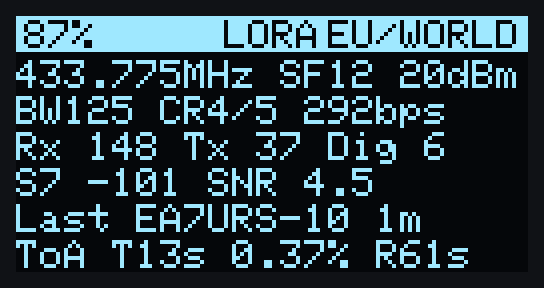 87% LORA EU/WORLD
433.775MHz SF12 20dBm
BW125 CR4/5 292bps
Rx 148 Tx 37 Dig 6
S7 -101 SNR 4.5
Last EA7URS-10 1m
ToA T13s 0.37% R61s